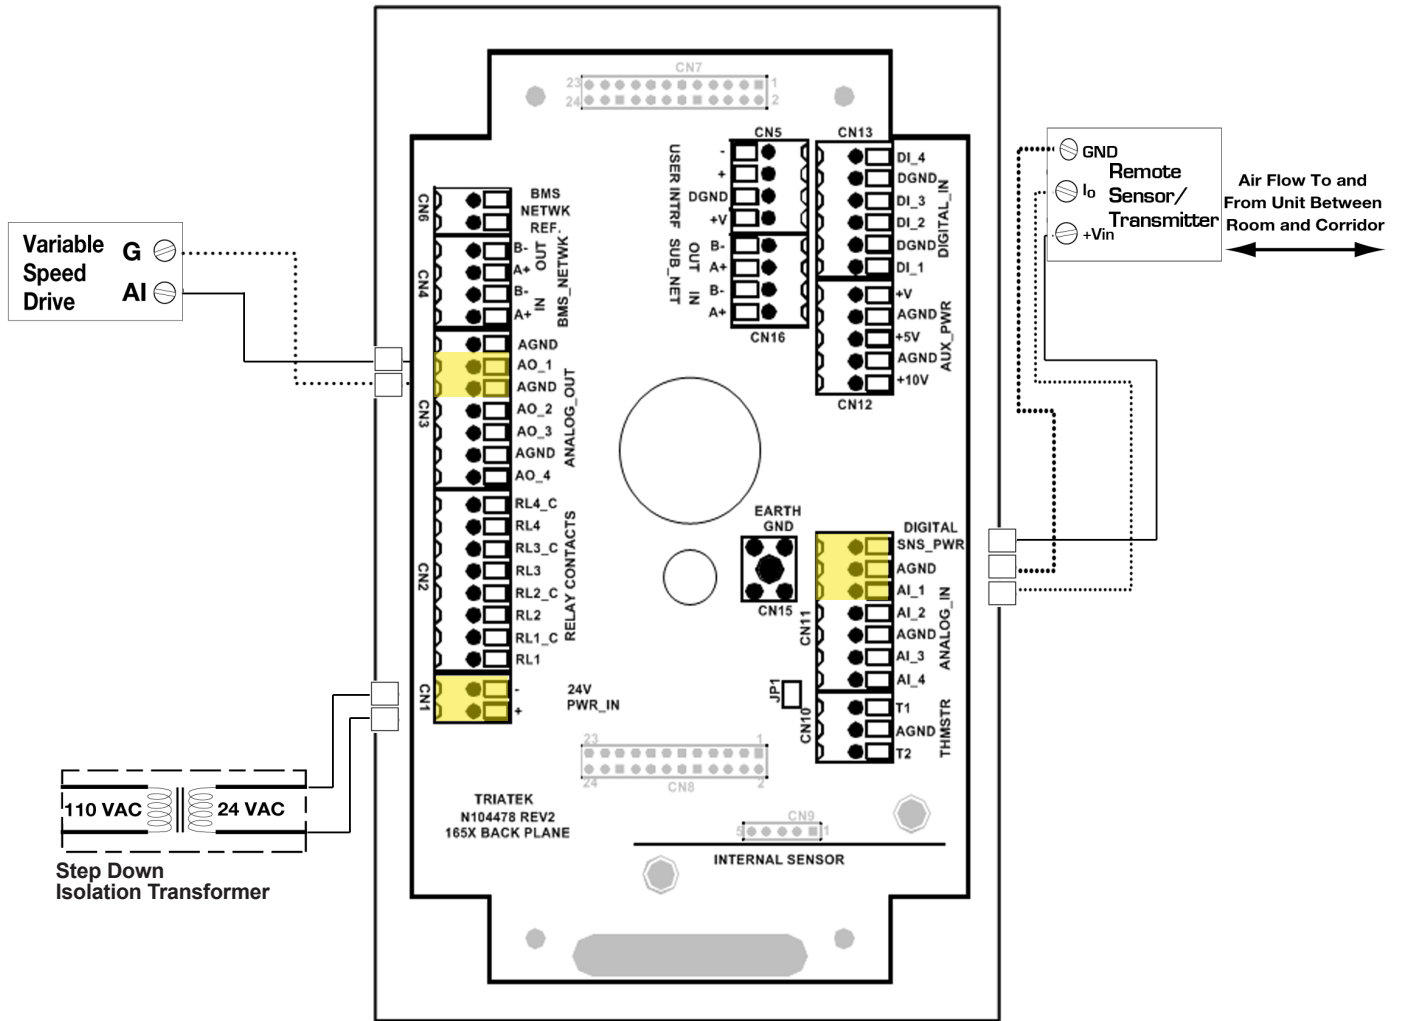 CN7
23
1
24
2
CN5
CN13
USER INTRF
-
+
DGND
+V
DI_4
DGND
DI_3
DI_2
DGND
DI_1
DIGITAL_IN
SUB_NET
OUT
IN
B-
A+
B-
A+
CN16
+V
AGND
+5V
AGND
+10V
AUX_PWR
CN12
GND
Io
+Vin
Remote
Sensor/
Transmitter
Air Flow To and
From Unit Between
Room and Corridor
Variable
Speed
Drive
G
AI
CN6
BMS
NETWK
REF.
CN4
B-
A+
B-
A+
OUT
IN
BMS_NETWK
CN3
AGND
AO_1
AGND
AO_2
AO_3
AGND
AO_4
ANALOG_OUT
CN2
RL4_C
RL4
RL3_C
RL3
RL2_C
RL2
RL1_C
RL1
RELAY CONTACTS
CN1
-
+
24V
PWR_IN
EARTH
GND
CN15
DIGITAL
SNS_PWR
AGND
AI_1
AI_2
AGND
AI_3
AI_4
ANALOG_IN
CN11
JP1
CN10
T1
AGND
T2
THMSTR
23
1
24
2
CN8
CN9
5
1
INTERNAL SENSOR
TRIATEK
N104478 REV2
165X BACK PLANE
110 VAC
24 VAC
Step Down
Isolation Transformer